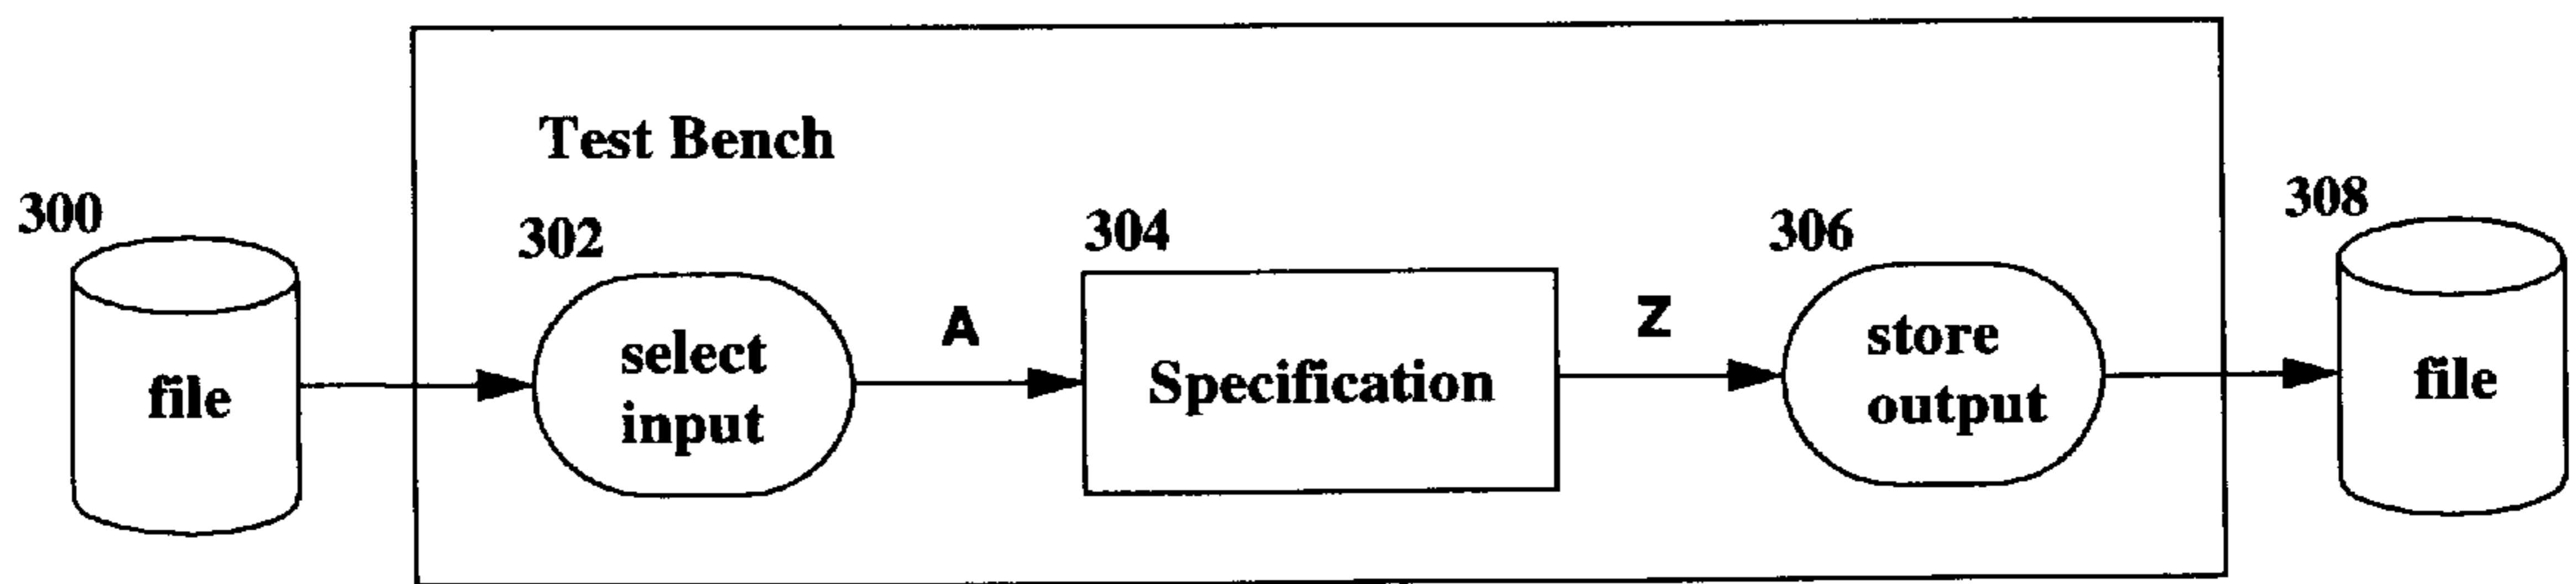 Test Bench
300
302
304
306
308
file
select
input
A
Specification
Z
store
output
file